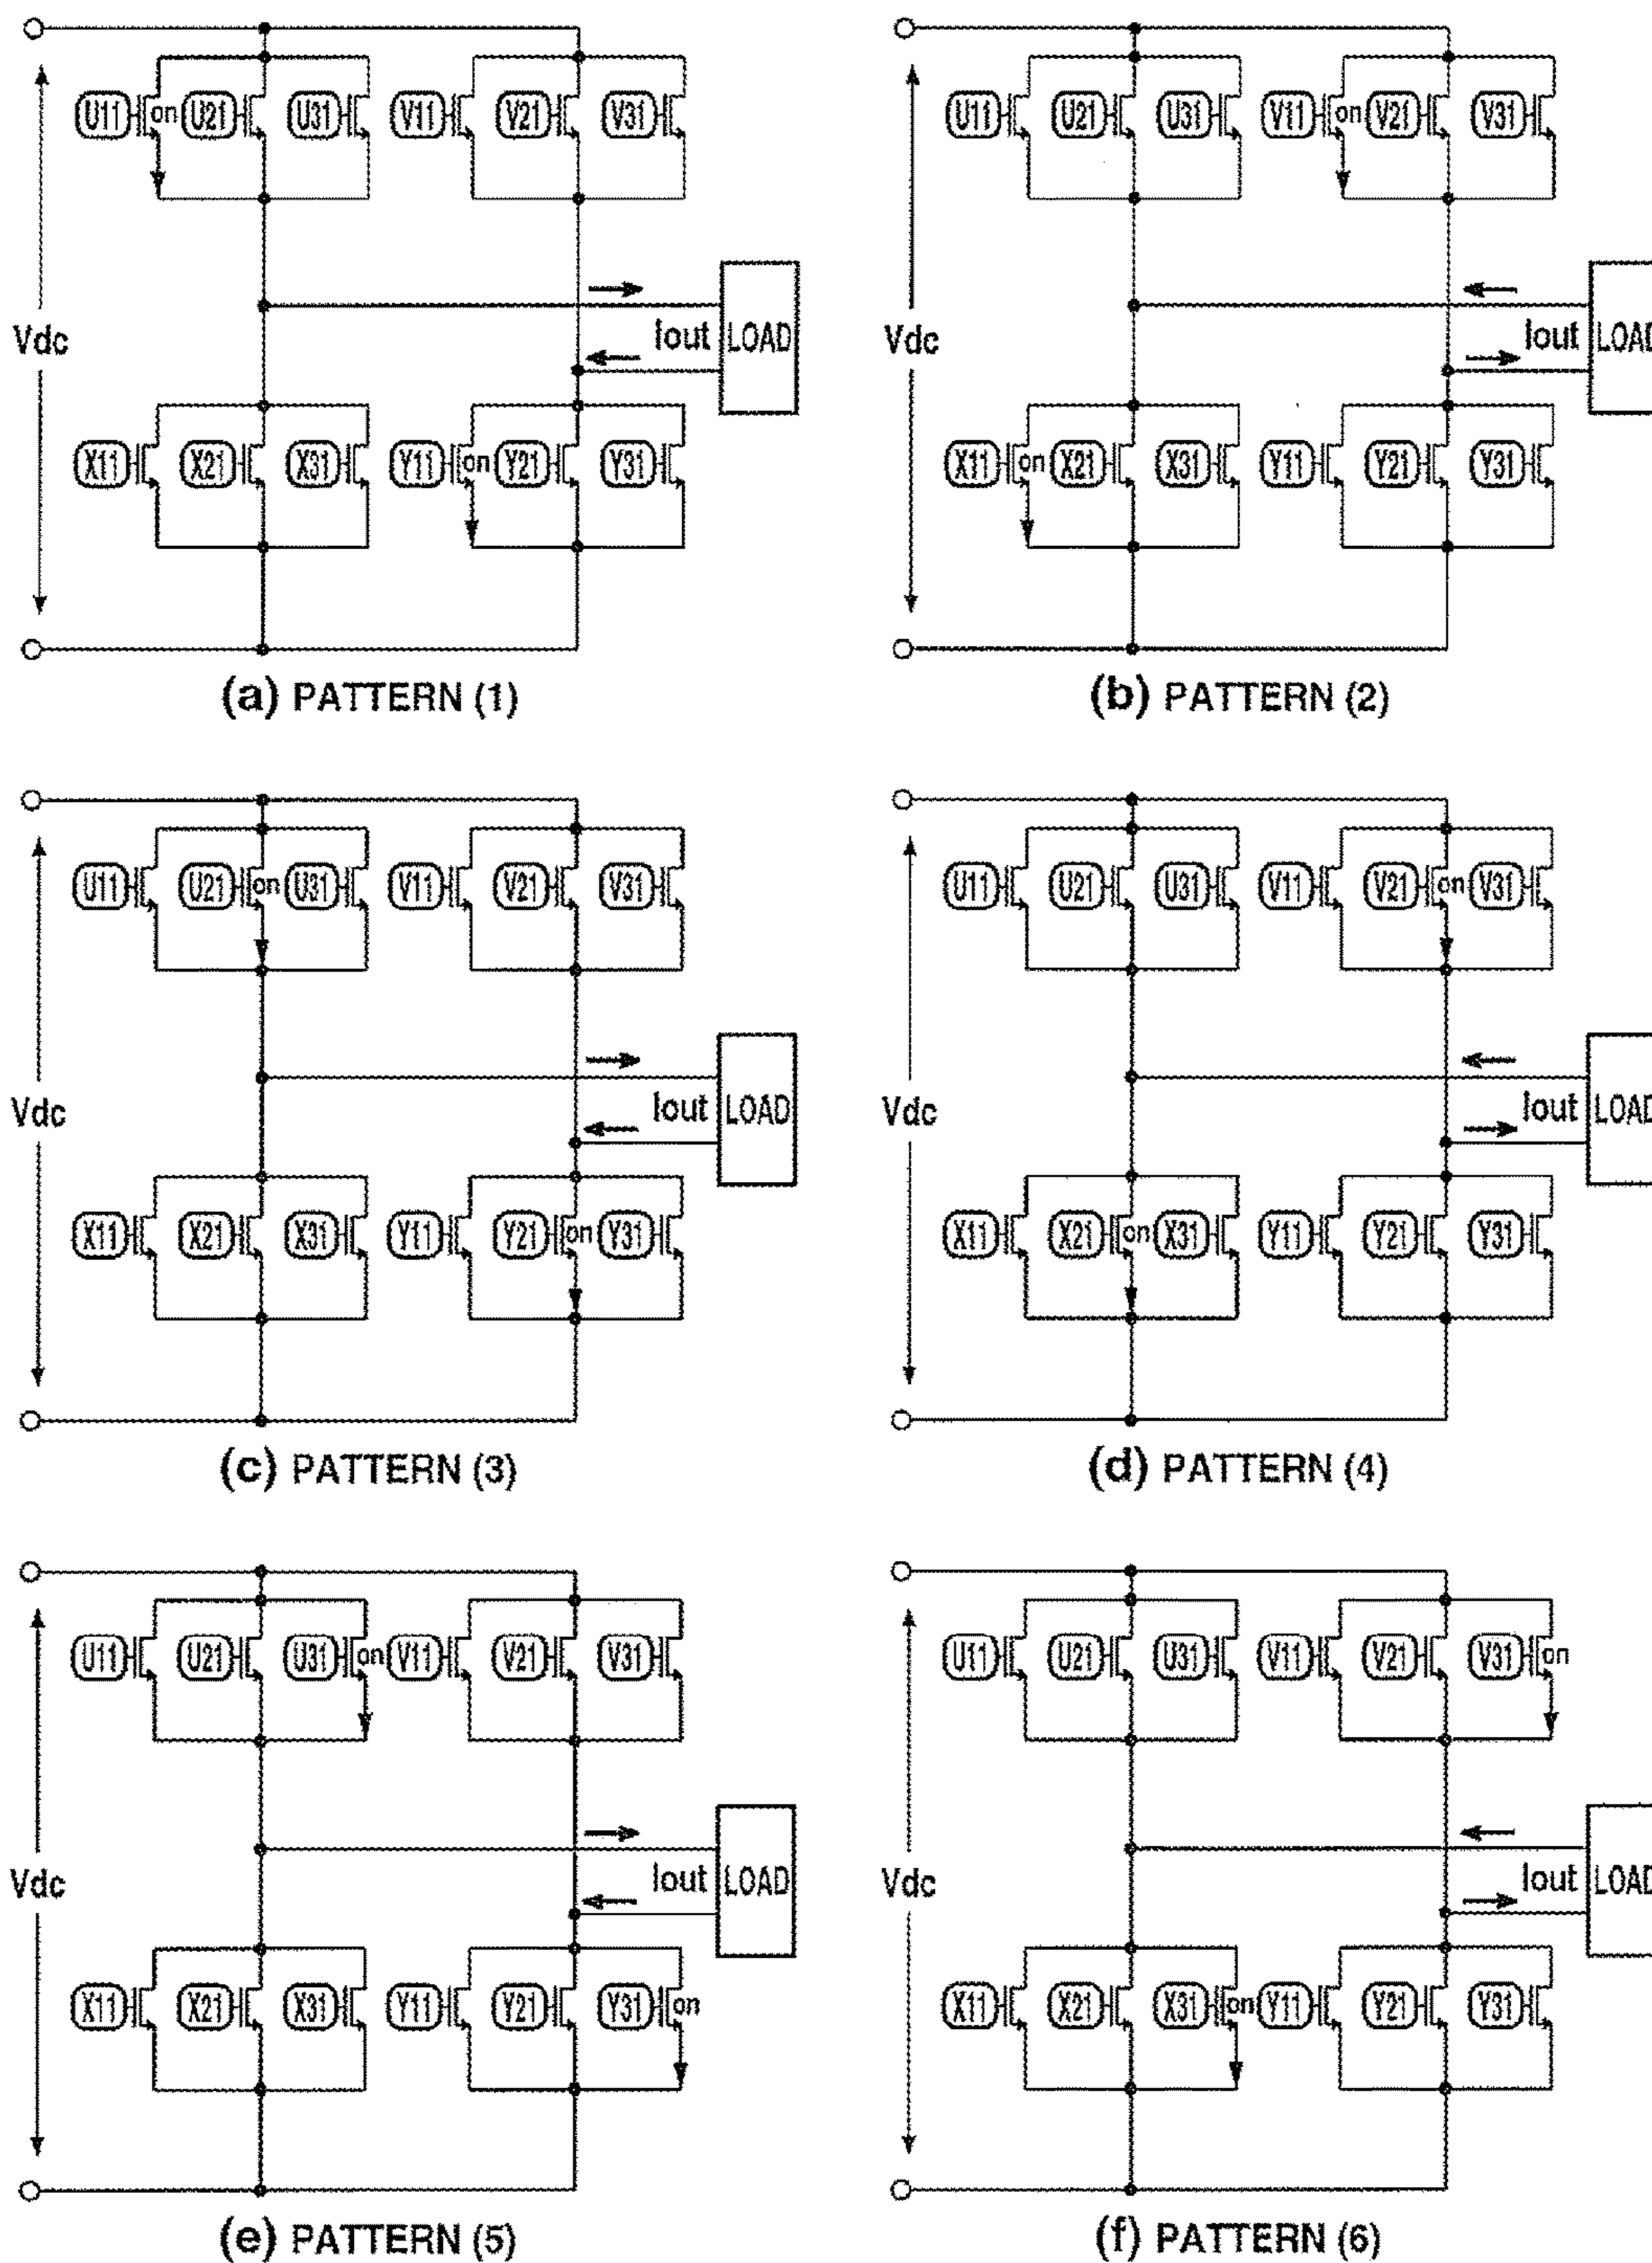 U11 on U21 U31 V11 V21 V31
Vdc Iout LOAD
X11 X21 X31 Y11 on Y21 Y31
(a) PATTERN (1)
U11 U21 U31 V11 on V21 V31
Vdc Iout LOAD
X11 on X21 X31 Y11 Y21 Y31
(b) PATTERN (2)
U11 U21 on U31 V11 V21 V31
Vdc Iout LOAD
X11 X21 X31 Y11 Y21 on Y31
(c) PATTERN (3)
U11 U21 U31 V11 V21 on V31
Vdc Iout LOAD
X11 X21 on X31 Y11 Y21 Y31
(d) PATTERN (4)
U11 U21 U31 on V11 V21 V31
Vdc Iout LOAD
X11 X21 X31 Y11 Y21 Y31 on
(e) PATTERN (5)
U11 U21 U31 V11 V21 V31 on
Vdc Iout LOAD
X11 X21 X31 on Y11 Y21 Y31
(f) PATTERN (6)